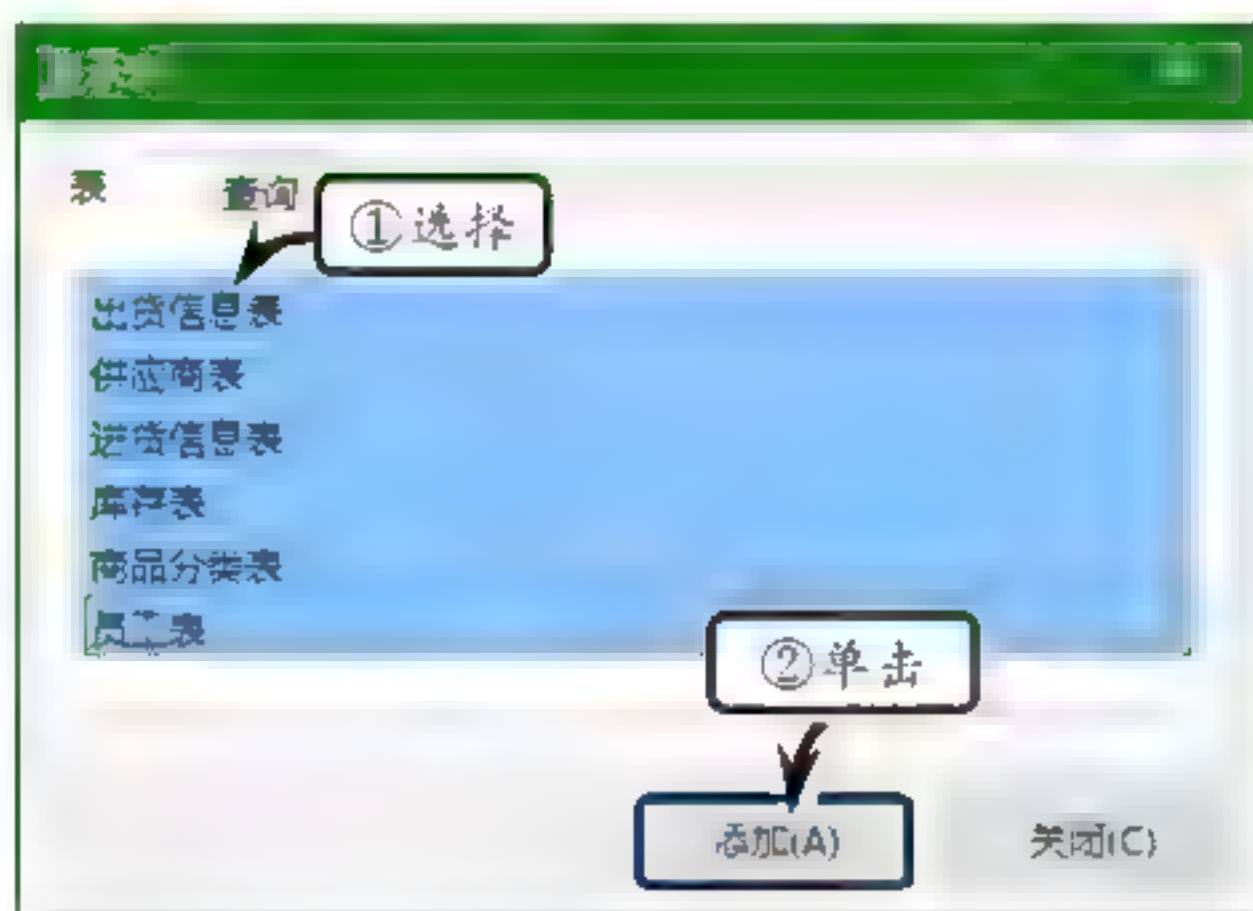 表 查询
①选择
出货信息表
供应商表
进货信息表
库存表
商品分类表
员工表
②单击
添加(A) 关闭(C)